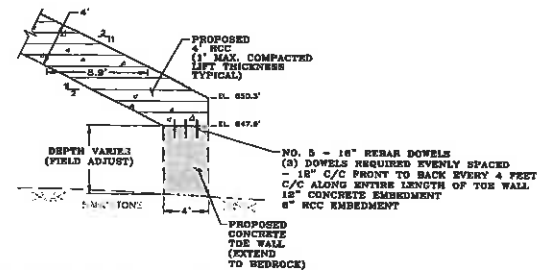 4'
2
11
PROPOSED
4' RCC
(1' MAX. COMPACTED
LIFT THICKNESS
TYPICAL)
8.9'
11
2
EL. 650.3'
EL. 647.9'
DEPTH VARIES
(FIELD ADJUST)
NO. 5 - 18" REBAR DOWELS
(3) DOWELS REQUIRED EVENLY SPACED
- 12" C/C FRONT TO BACK EVERY 4 FEET
C/C ALONG ENTIRE LENGTH OF TOE WALL
12" CONCRETE EMBEDMENT
6" RCC EMBEDMENT
4'
PROPOSED
CONCRETE
TOE WALL
(EXTEND
TO BEDROCK)